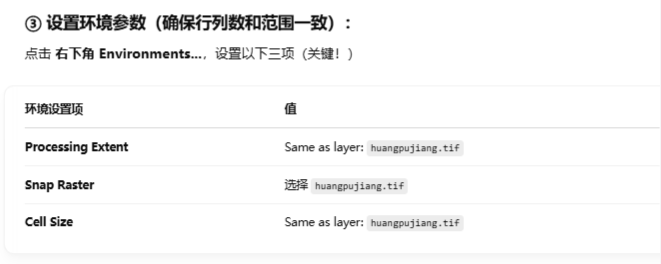 ③ 设置环境参数（确保行列数和范围一致）：
点击 右下角 Environments...，设置以下三项（关键！）
环境设置项 值
Processing Extent Same as layer: huangpujiang.tif
Snap Raster 选择 huangpujiang.tif
Cell Size Same as layer: huangpujiang.tif